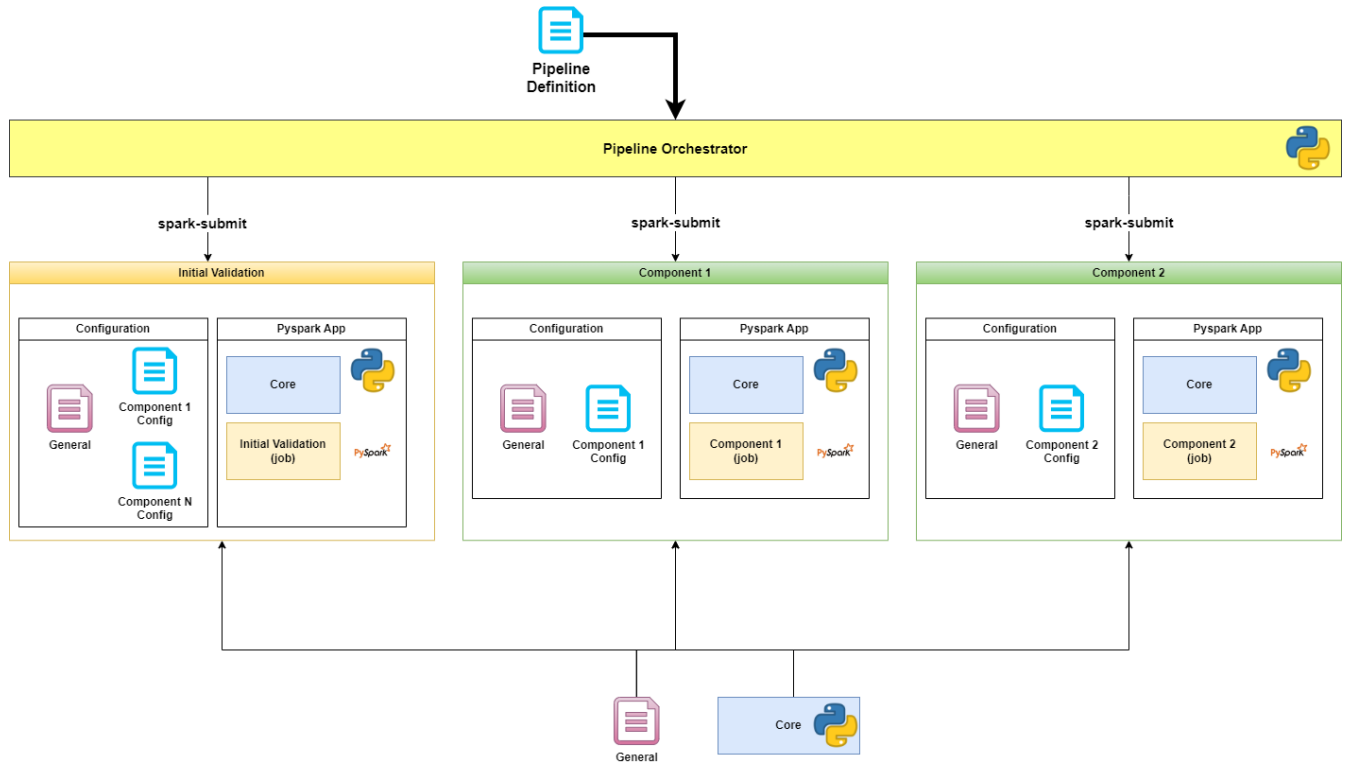 Pipeline
Definition
Pipeline Orchestrator
spark-submit
spark-submit
spark-submit
Initial Validation
Configuration
General
Component 1
Config
Component N
Config
Pyspark App
Core
Initial Validation
(job)
PySpark
Component 1
Configuration
General
Component 1
Config
Pyspark App
Core
Component 1
(job)
PySpark
Component 2
Configuration
General
Component 2
Config
Pyspark App
Core
Component 2
(job)
PySpark
General
Core